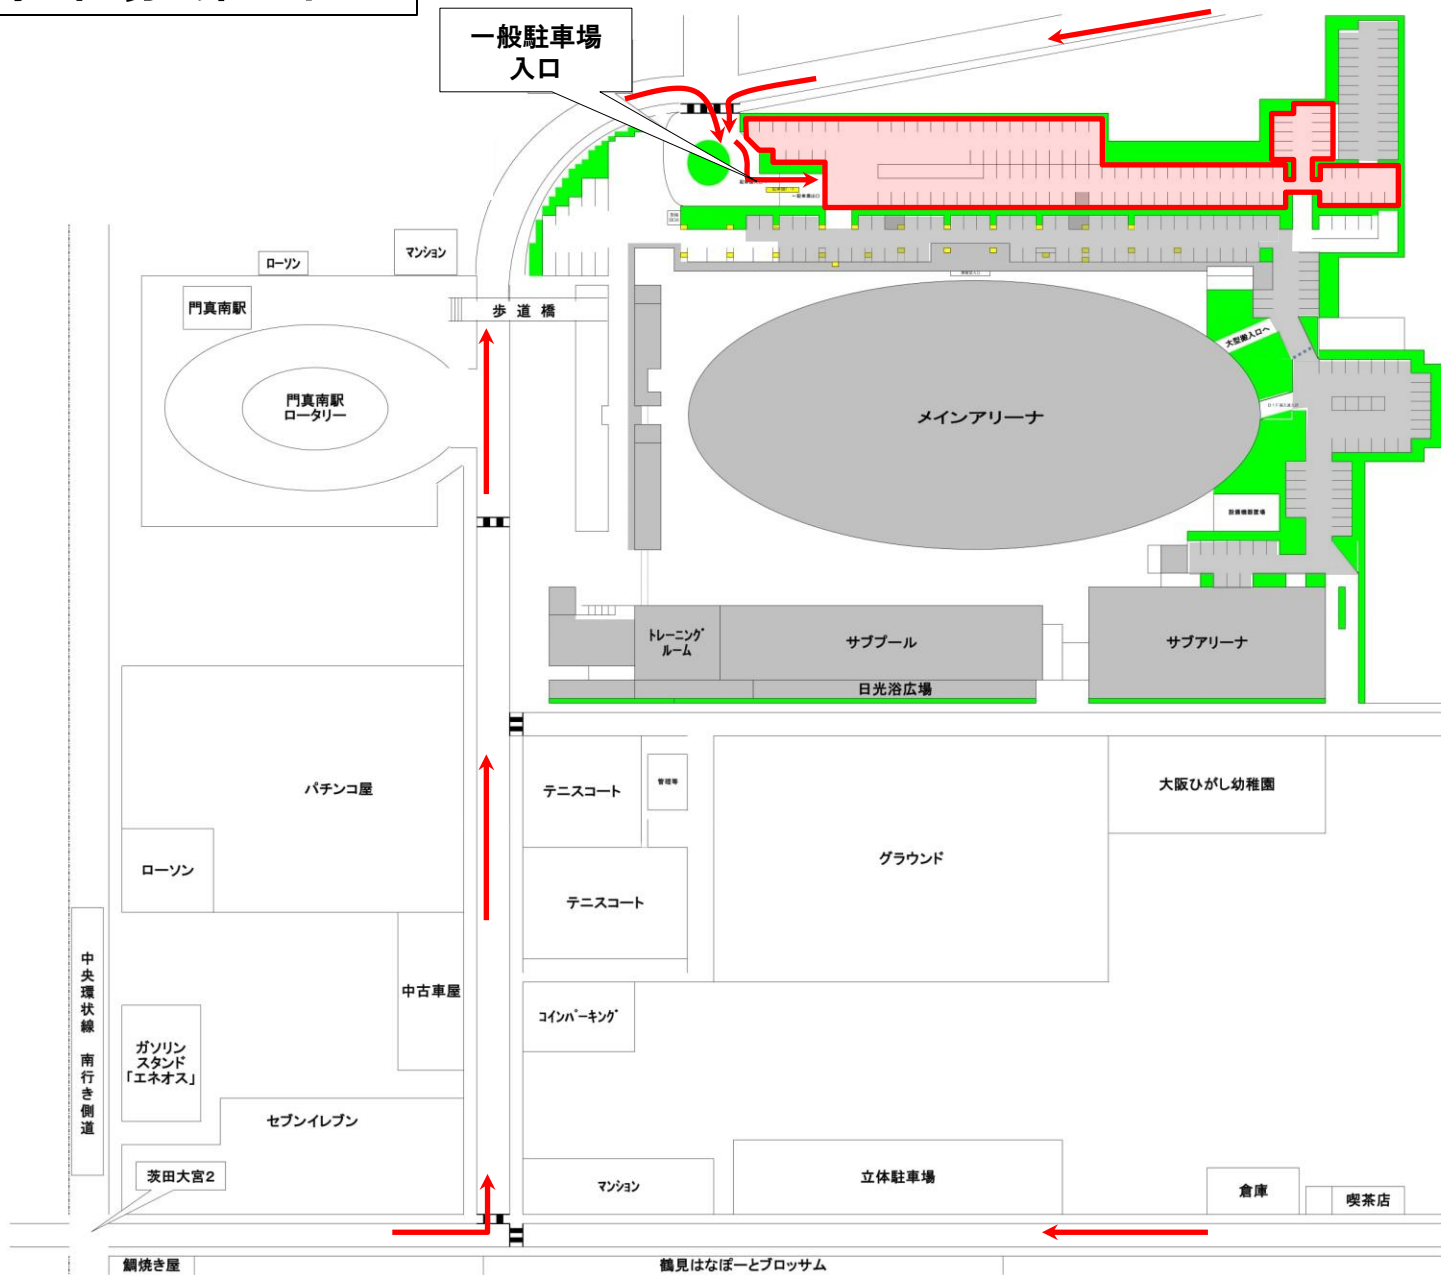 一般駐車場
入口
マンション
ローソン
門真南駅
歩道橋
門真南駅
ロータリー
大型搬入口へ
メインアリーナ
設備機器置場
トレーニング
ルーム
サブプール
サブアリーナ
日光浴広場
パチンコ屋
テニスコート
管理等
大阪ひがし幼稚園
ローソン
グラウンド
テニスコート
中央環状線 南行き側道
中古車屋
コインパーキング
ガソリン
スタンド
「エネオス」
セブンイレブン
茨田大宮2
マンション
立体駐車場
倉庫
喫茶店
鯛焼き屋
鶴見はなぽーとブロッサム